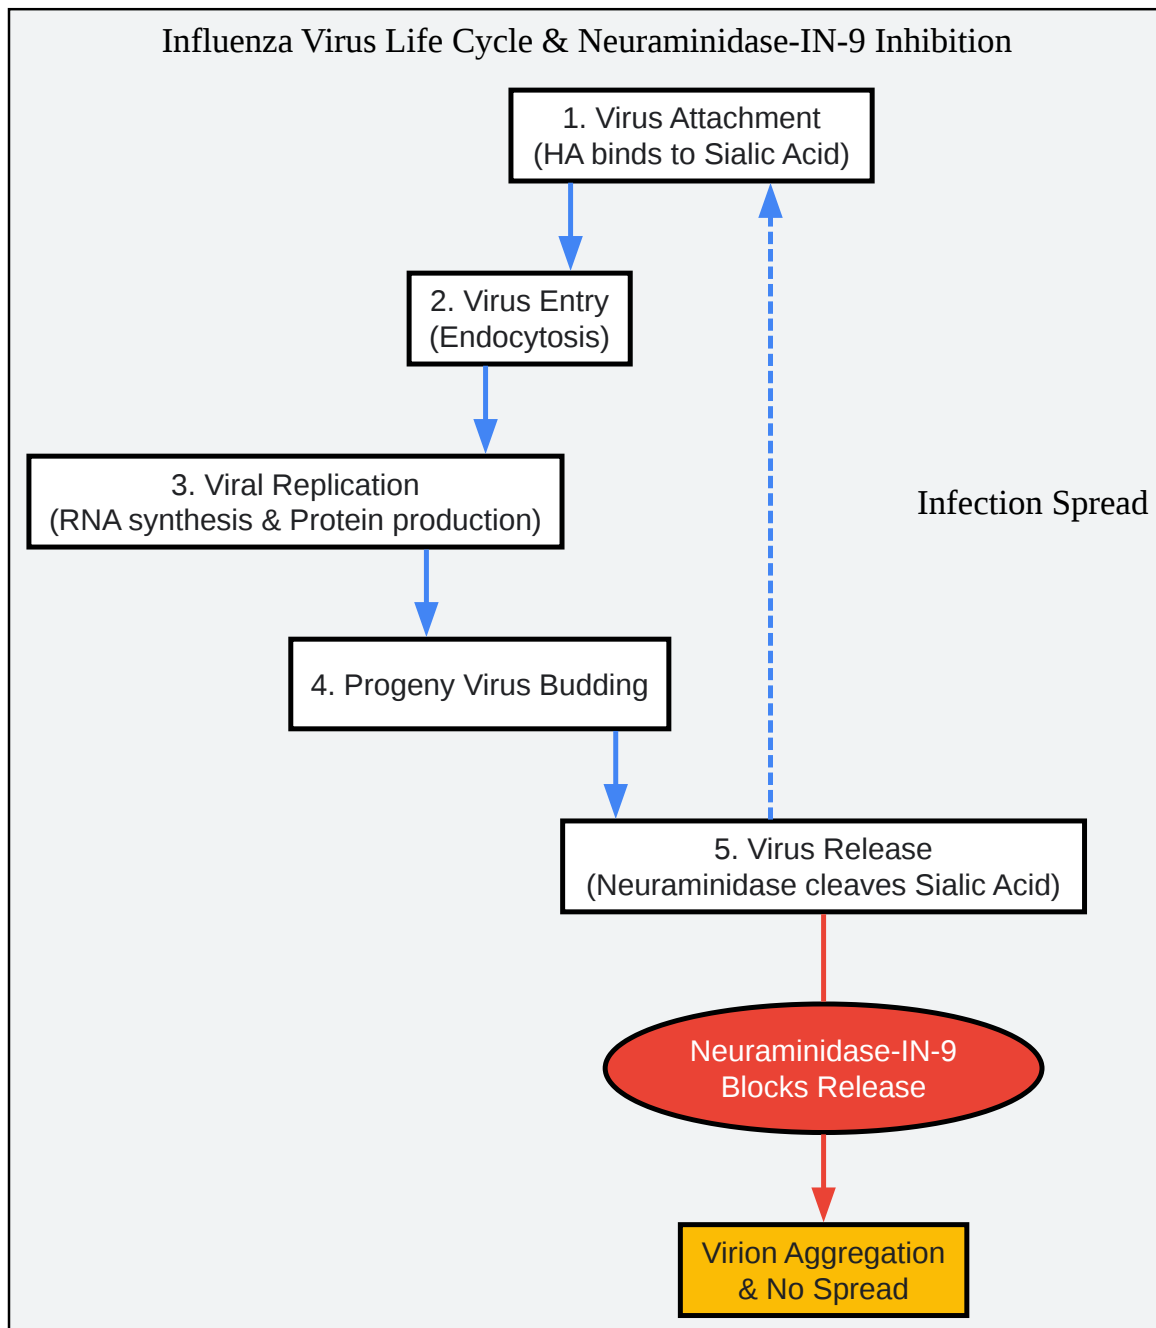 Influenza Virus Life Cycle & Neuraminidase-IN-9 Inhibition
1. Virus Attachment
(HA binds to Sialic Acid)
2. Virus Entry
(Endocytosis)
3. Viral Replication
(RNA synthesis & Protein production)
Infection Spread
4. Progeny Virus Budding
5. Virus Release
(Neuraminidase cleaves Sialic Acid)
Neuraminidase-IN-9
Blocks Release
Virion Aggregation
& No Spread